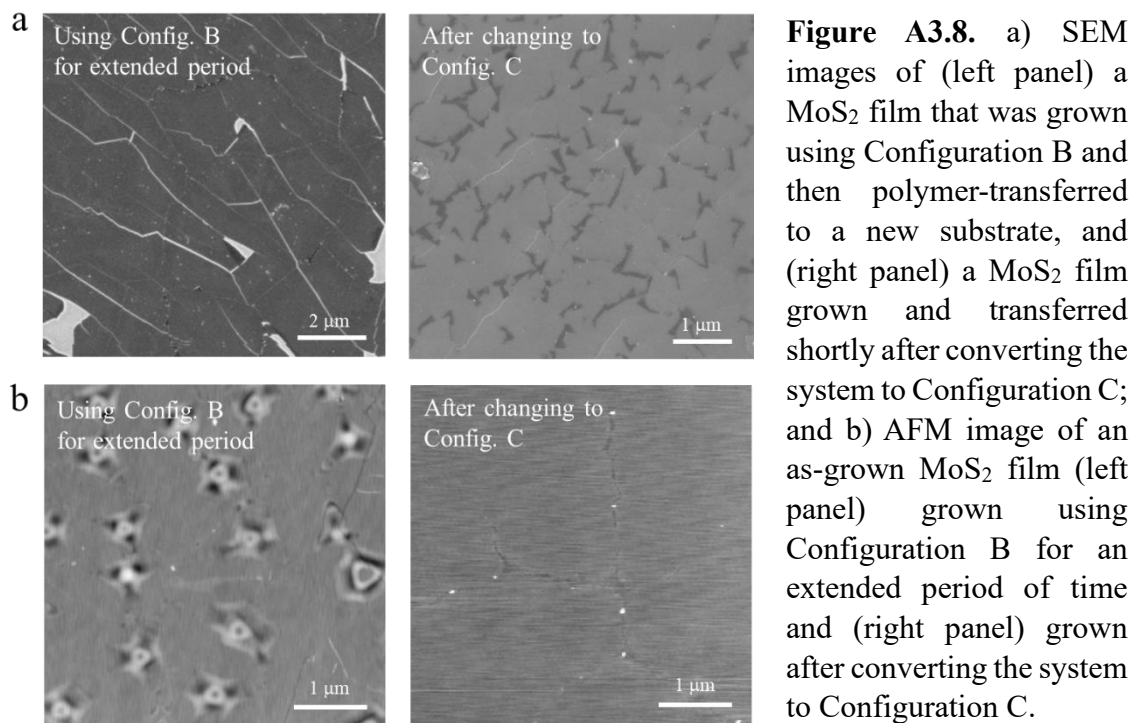 a
Using Config. B
for extended period
2 μm
After changing to
Config. C
1 μm
b
Using Config. B
for extended period
1 μm
After changing to
Config. C
1 μm
Figure A3.8. a) SEM
images of (left panel) a
MoS₂ film that was grown
using Configuration B and
then polymer-transferred
to a new substrate, and
(right panel) a MoS₂ film
grown and transferred
shortly after converting the
system to Configuration C;
and b) AFM image of an
as-grown MoS₂ film (left
panel) grown using
Configuration B for an
extended period of time
and (right panel) grown
after converting the system
to Configuration C.